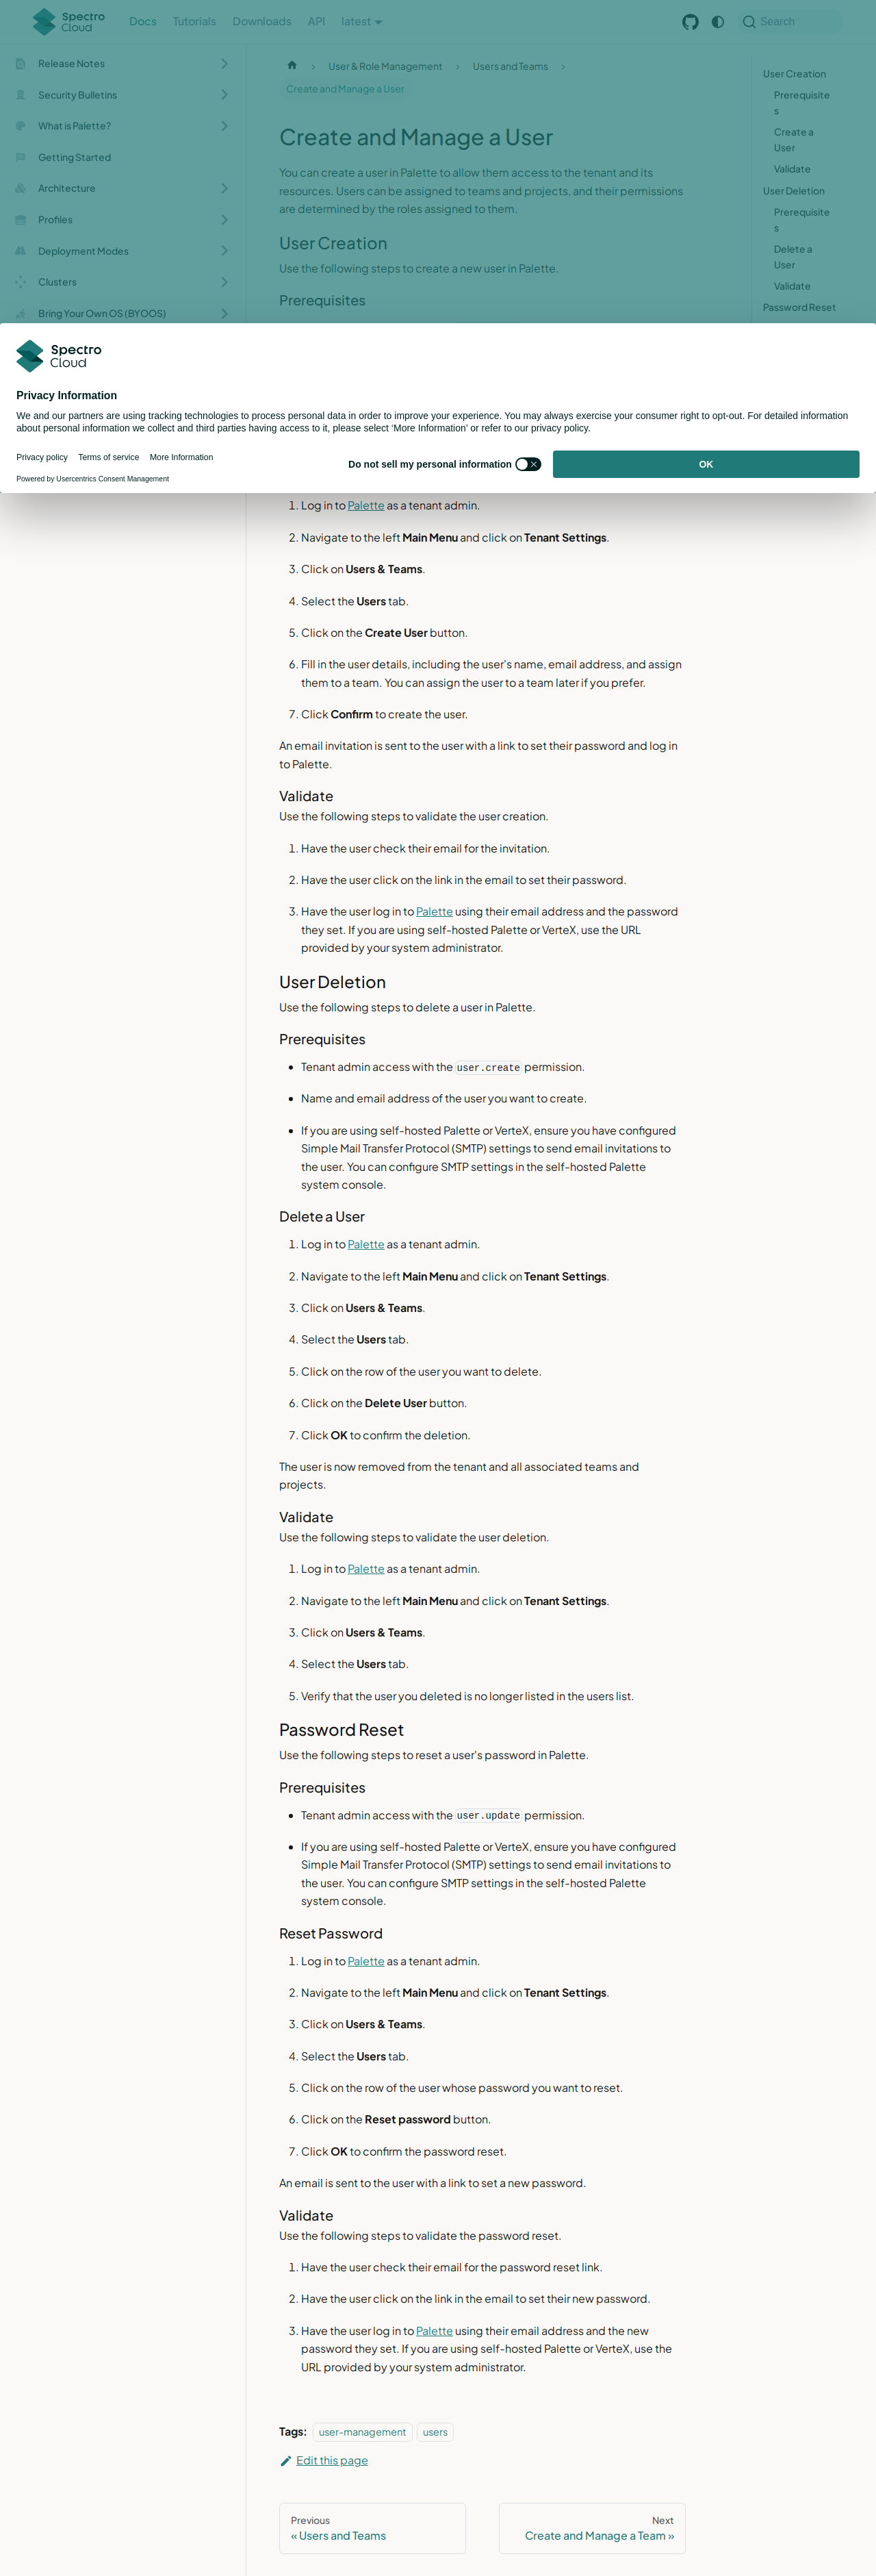 Spectro Cloud
Docs
Tutorials
Downloads
API
latest
Search
Release Notes
Security Bulletins
What is Palette?
Getting Started
Architecture
Profiles
Deployment Modes
Clusters
Bring Your Own OS (BYOOS)
User & Role Management
Users and Teams
Create and Manage a User
Create and Manage a User
You can create a user in Palette to allow them access to the tenant and its
resources. Users can be assigned to teams and projects, and their permissions
are determined by the roles assigned to them.
User Creation
Use the following steps to create a new user in Palette.
Prerequisites
User Creation
Prerequisite
s
Create a
User
Validate
User Deletion
Prerequisite
s
Delete a
User
Validate
Password Reset
Spectro
Cloud
Privacy Information
We and our partners are using tracking technologies to process personal data in order to improve your experience. You may always exercise your consumer right to opt-out. For detailed information
about personal information we collect and third parties having access to it, please select ‘More Information’ or refer to our privacy policy.
Privacy policy
Terms of service
More Information
Powered by Usercentrics Consent Management
Do not sell my personal information
OK
1. Log in to Palette as a tenant admin.
2. Navigate to the left Main Menu and click on Tenant Settings.
3. Click on Users & Teams.
4. Select the Users tab.
5. Click on the Create User button.
6. Fill in the user details, including the user's name, email address, and assign
them to a team. You can assign the user to a team later if you prefer.
7. Click Confirm to create the user.
An email invitation is sent to the user with a link to set their password and log in
to Palette.
Validate
Use the following steps to validate the user creation.
1. Have the user check their email for the invitation.
2. Have the user click on the link in the email to set their password.
3. Have the user log in to Palette using their email address and the password
they set. If you are using self-hosted Palette or VerteX, use the URL
provided by your system administrator.
User Deletion
Use the following steps to delete a user in Palette.
Prerequisites
• Tenant admin access with the user.create permission.
• Name and email address of the user you want to create.
• If you are using self-hosted Palette or VerteX, ensure you have configured
Simple Mail Transfer Protocol (SMTP) settings to send email invitations to
the user. You can configure SMTP settings in the self-hosted Palette
system console.
Delete a User
1. Log in to Palette as a tenant admin.
2. Navigate to the left Main Menu and click on Tenant Settings.
3. Click on Users & Teams.
4. Select the Users tab.
5. Click on the row of the user you want to delete.
6. Click on the Delete User button.
7. Click OK to confirm the deletion.
The user is now removed from the tenant and all associated teams and
projects.
Validate
Use the following steps to validate the user deletion.
1. Log in to Palette as a tenant admin.
2. Navigate to the left Main Menu and click on Tenant Settings.
3. Click on Users & Teams.
4. Select the Users tab.
5. Verify that the user you deleted is no longer listed in the users list.
Password Reset
Use the following steps to reset a user's password in Palette.
Prerequisites
• Tenant admin access with the user.update permission.
• If you are using self-hosted Palette or VerteX, ensure you have configured
Simple Mail Transfer Protocol (SMTP) settings to send email invitations to
the user. You can configure SMTP settings in the self-hosted Palette
system console.
Reset Password
1. Log in to Palette as a tenant admin.
2. Navigate to the left Main Menu and click on Tenant Settings.
3. Click on Users & Teams.
4. Select the Users tab.
5. Click on the row of the user whose password you want to reset.
6. Click on the Reset password button.
7. Click OK to confirm the password reset.
An email is sent to the user with a link to set a new password.
Validate
Use the following steps to validate the password reset.
1. Have the user check their email for the password reset link.
2. Have the user click on the link in the email to set their new password.
3. Have the user log in to Palette using their email address and the new
password they set. If you are using self-hosted Palette or VerteX, use the
URL provided by your system administrator.
Tags: user-management users
Edit this page
Previous
« Users and Teams
Next
Create and Manage a Team »